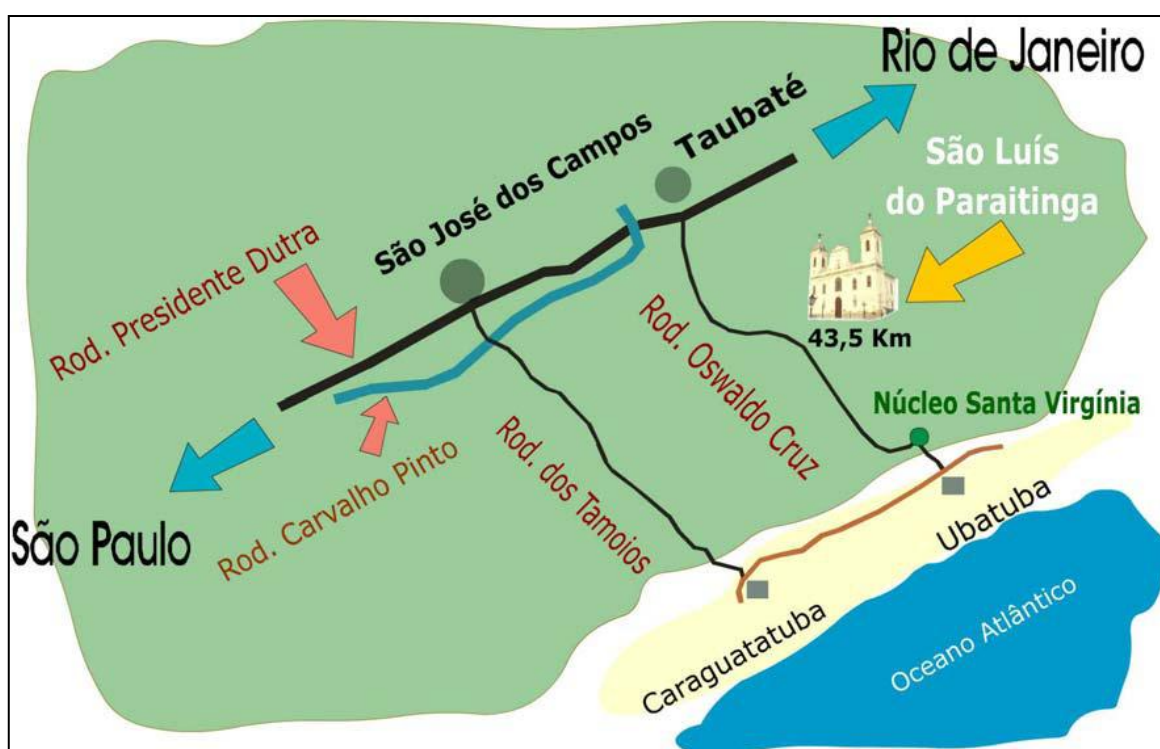 Rio de Janeiro
Taubaté
São Luís
do Paraitinga
São José dos Campos
Rod. Presidente Dutra
43,5 Km
Rod. Oswaldo Cruz
Núcleo Santa Virgínia
Rod. Carvalho Pinto
Rod. dos Tamoios
São Paulo
Ubatuba
Caraguatatuba
Oceano Atlântico